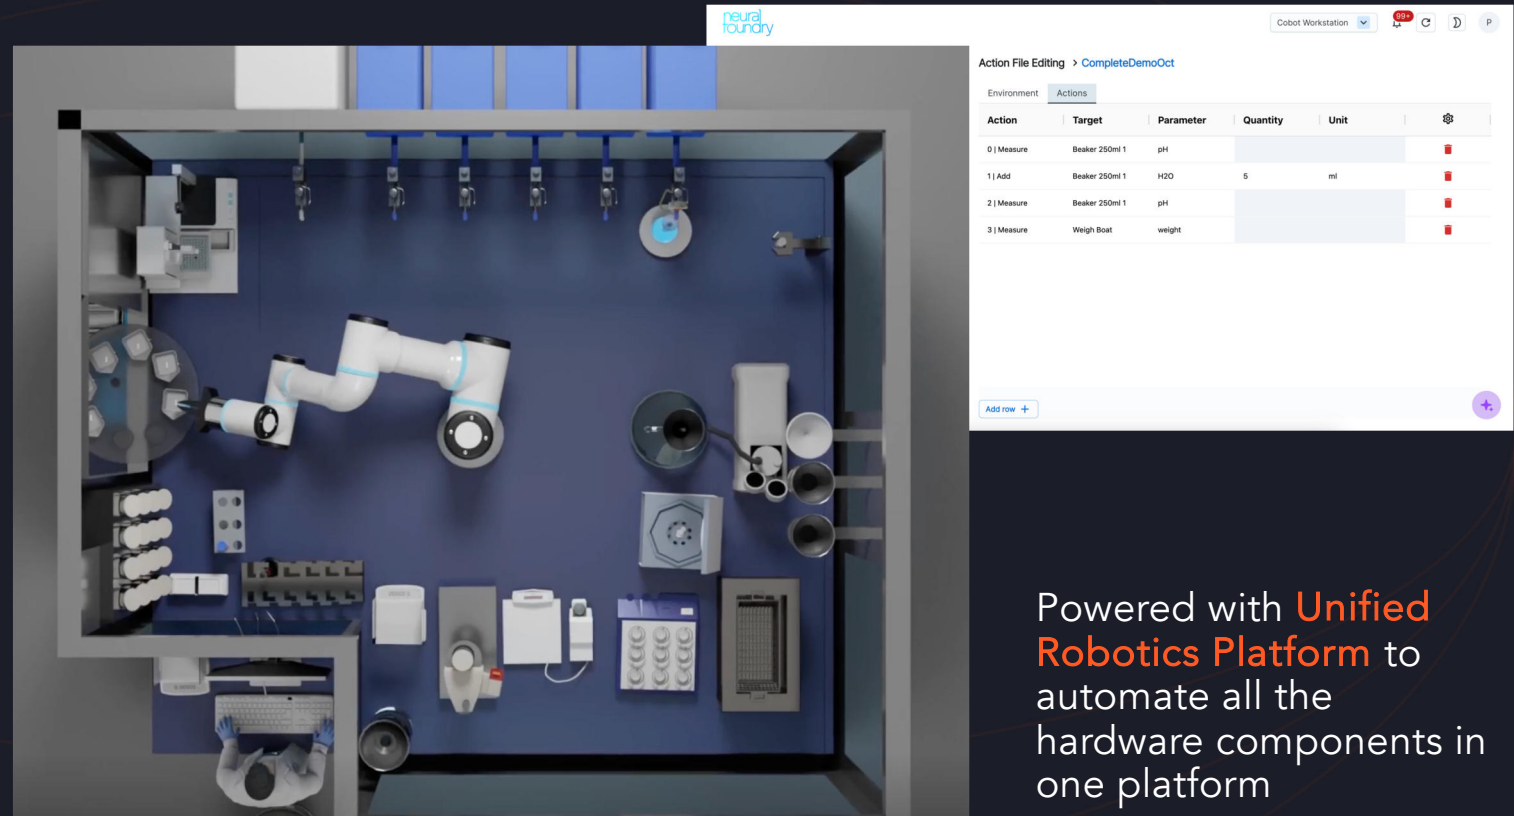 neural
foundry
Cobot Workstation
99+
P
Action File Editing > CompleteDemoOct
Environment Actions
Action Target Parameter Quantity Unit
0 | Measure Beaker 250ml 1 pH
1 | Add Beaker 250ml 1 H2O 5 ml
2 | Measure Beaker 250ml 1 pH
3 | Measure Weigh Boat weight
Add row +
Powered with Unified
Robotics Platform to
automate all the
hardware components in
one platform